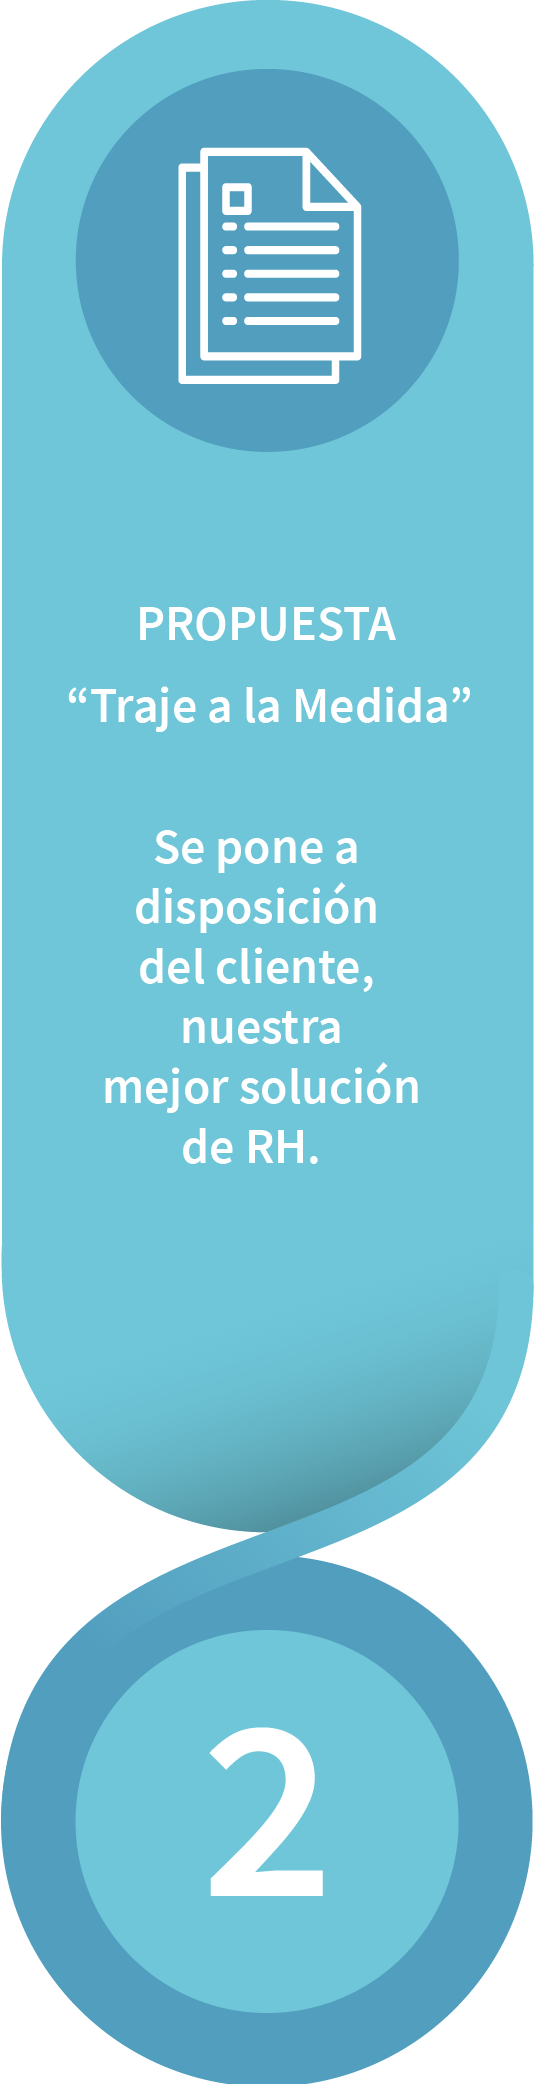 PROPUESTA
“Traje a la Medida”
Se pone a
disposición
del cliente,
nuestra
mejor solución
de RH.
2